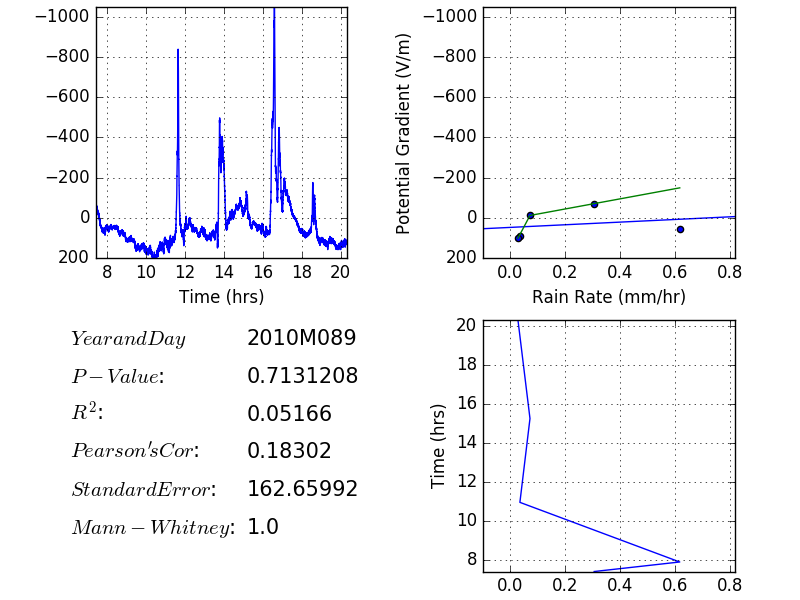 −1000
−800
−600
−400
−200
0
200
8 10 12 14 16 18 20
Time (hrs)
Potential Gradient (V/m)
−1000
−800
−600
−400
−200
0
200
0.0 0.2 0.4 0.6 0.8
Rain Rate (mm/hr)
YearandDay 2010M089
P−Value: 0.7131208
R²: 0.05166
Pearson'sCor: 0.18302
StandardError: 162.65992
Mann−Whitney: 1.0
Time (hrs)
20
18
16
14
12
10
8
0.0 0.2 0.4 0.6 0.8